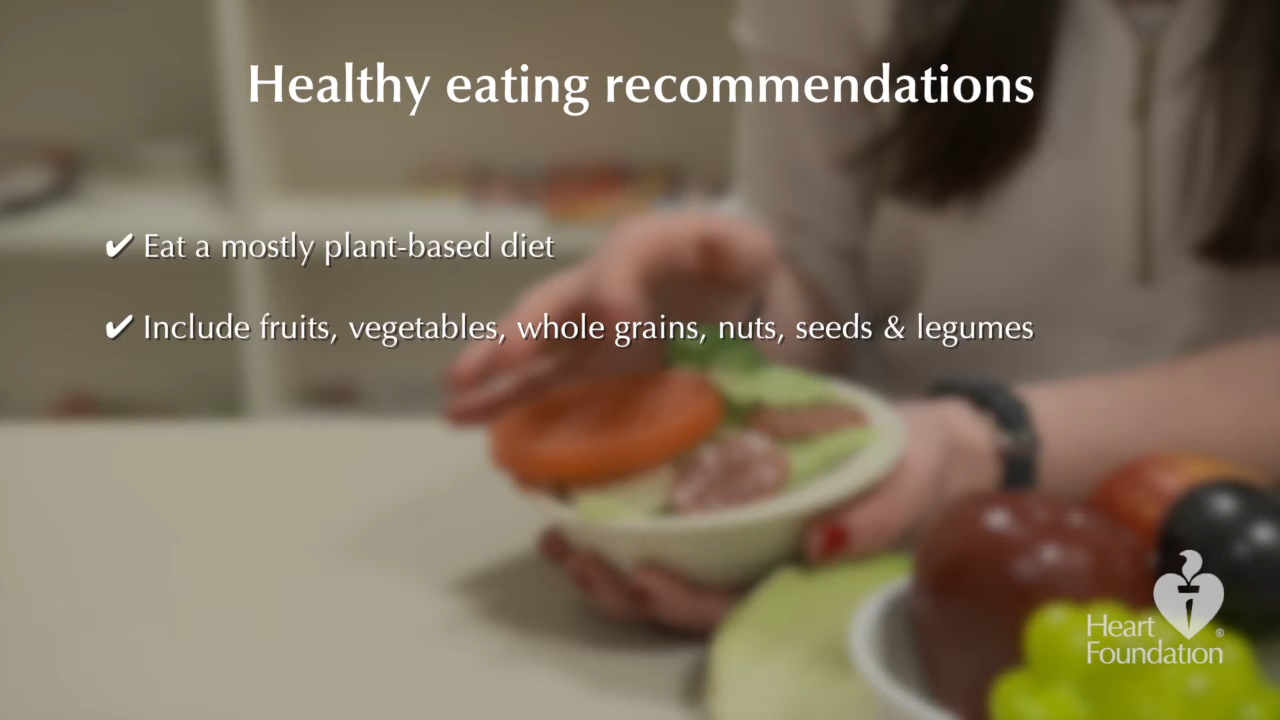 Healthy eating recommendations
✔ Eat a mostly plant-based diet
✔ Include fruits, vegetables, whole grains, nuts, seeds & legumes
Heart
Foundation®